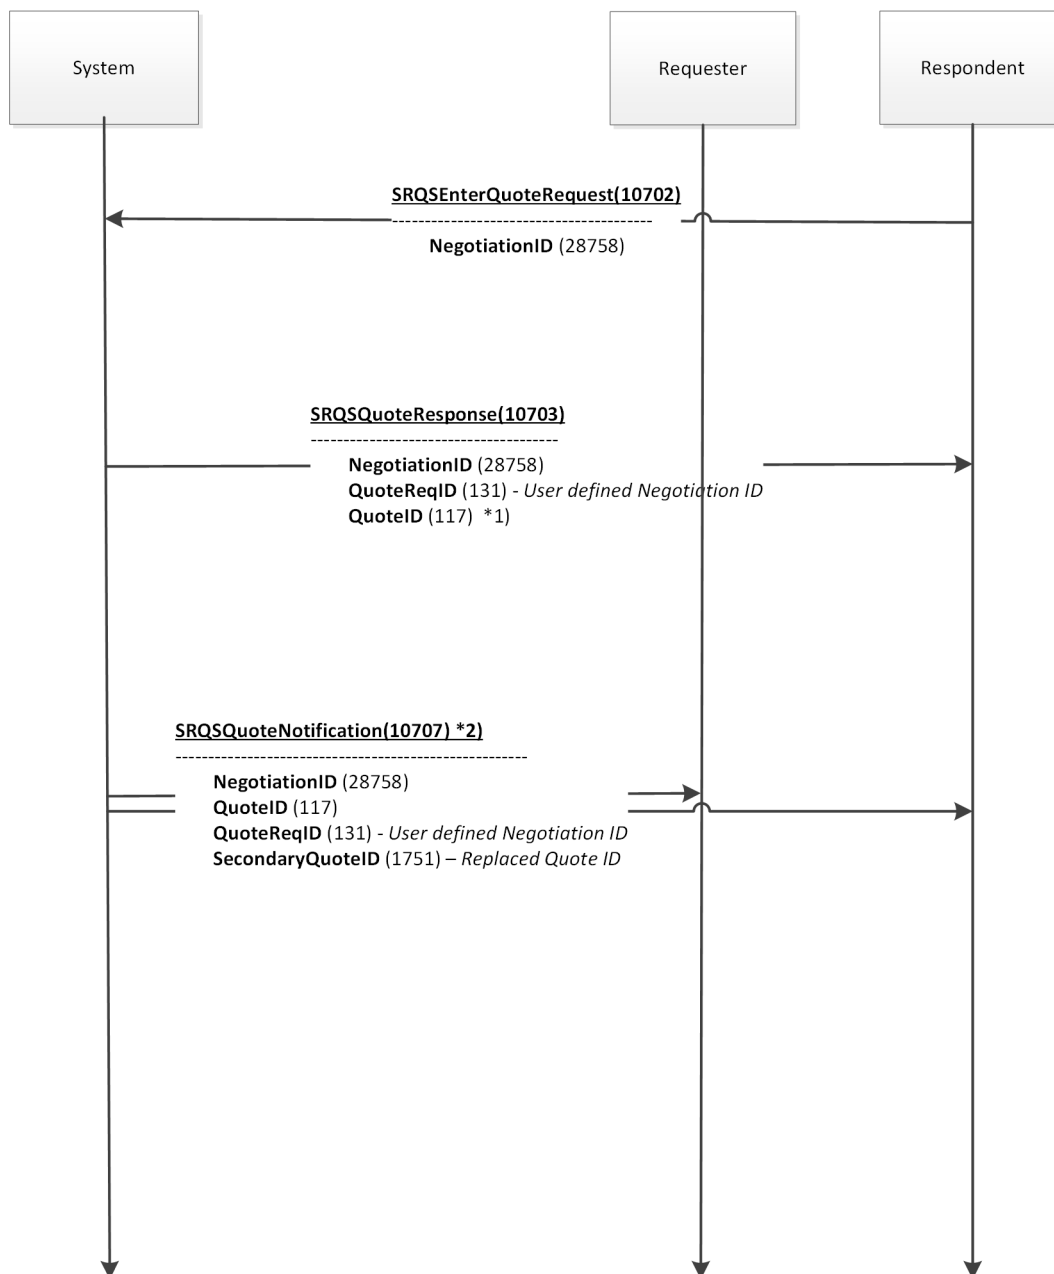 System
Requester
Respondent
SRQSEnterQuoteRequest(10702)
----------------------------------------
NegotiationID (28758)
SRQSQuoteResponse(10703)
--------------------------------------
NegotiationID (28758)
QuoteReqID (131) - User defined Negotiation ID
QuoteID (117)  *1)
SRQSQuoteNotification(10707) *2)
------------------------------------------------------
NegotiationID (28758)
QuoteID (117)
QuoteReqID (131) - User defined Negotiation ID
SecondaryQuoteID (1751) – Replaced Quote ID